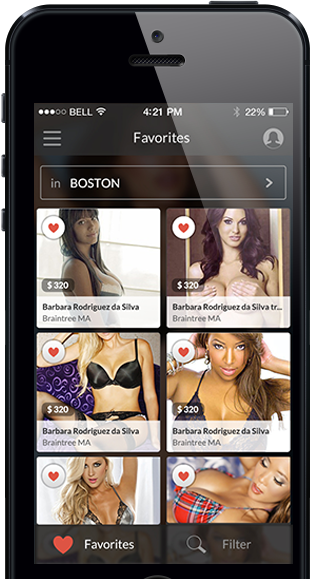 BELL 4:21 PM 22%
Favorites
in BOSTON
$ 320
Barbara Rodriguez da Silva
Braintree MA
$ 320
Barbara Rodriguez da Silva tr...
Braintree MA
$ 320
Barbara Rodriguez da Silva
Braintree MA
$ 320
Barbara Rodriguez da Silva
Braintree MA
Favorites
Filter